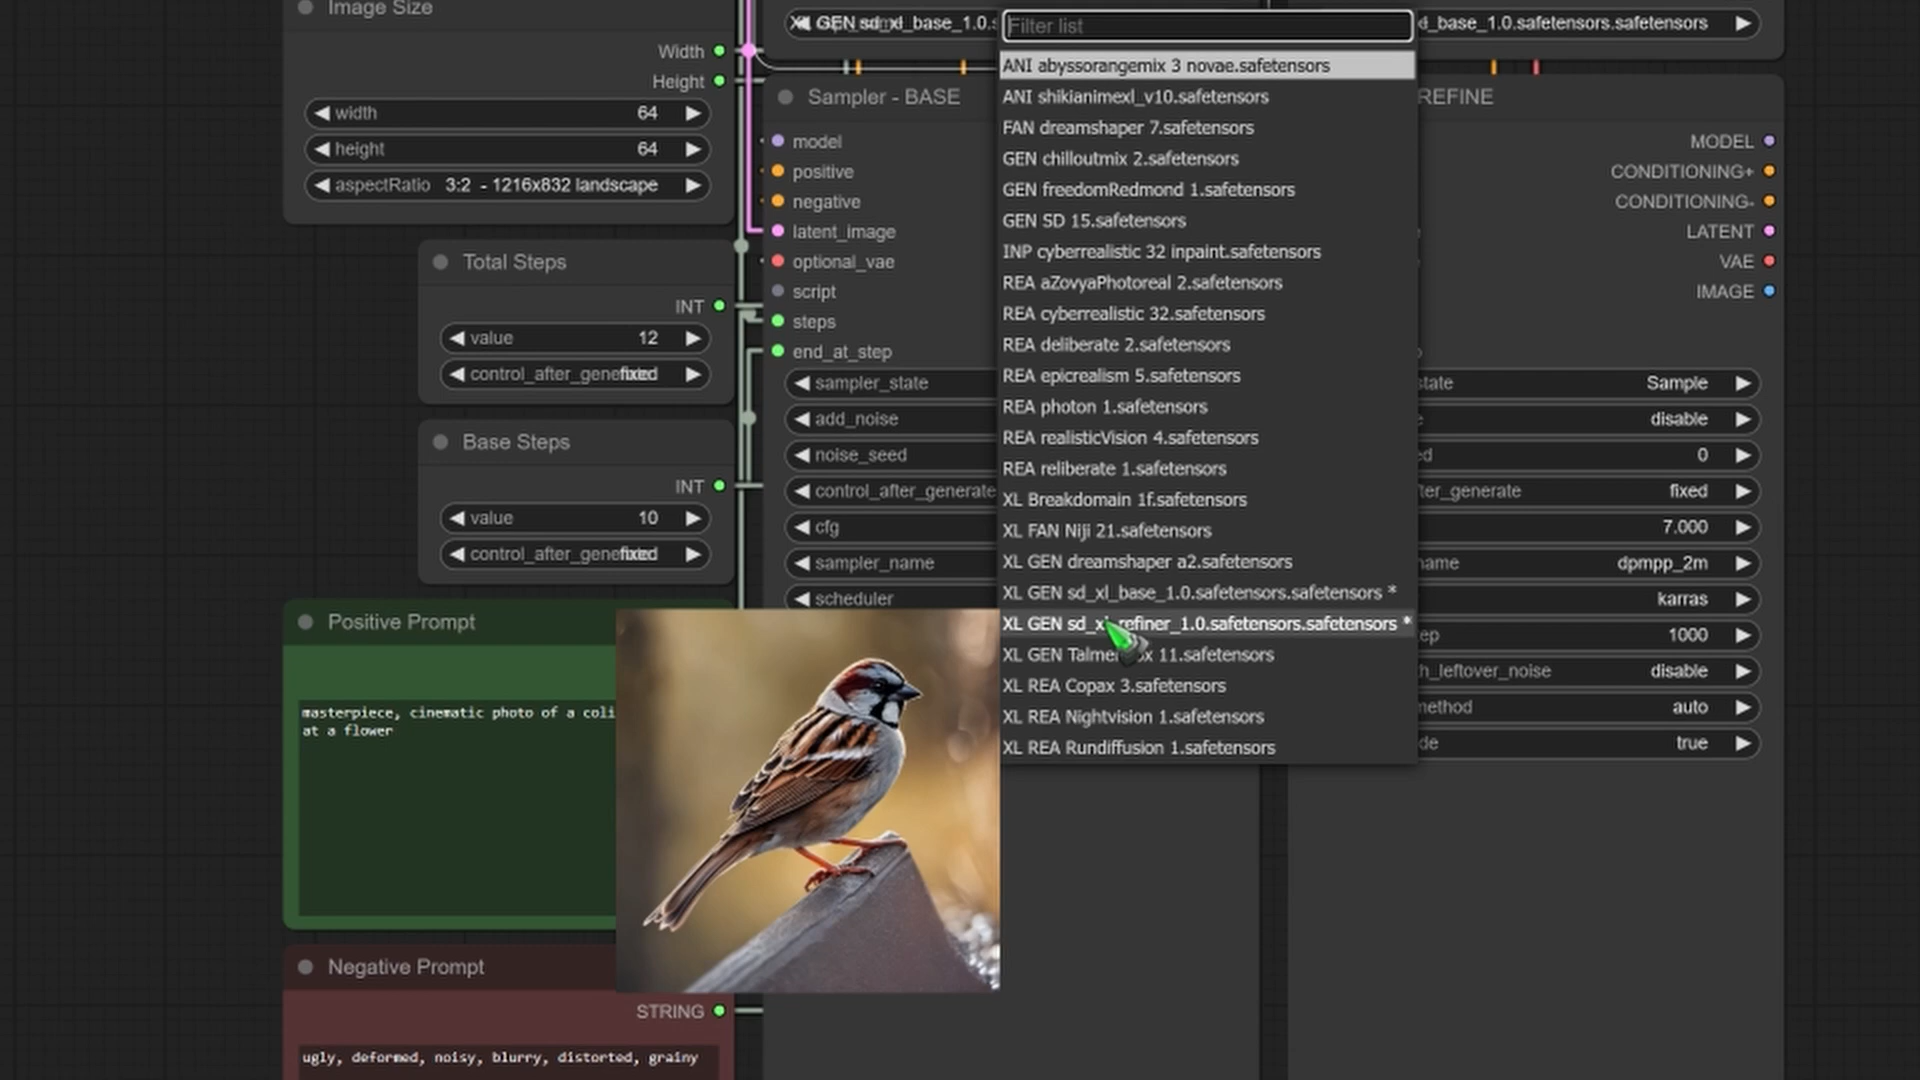 Image Size
Width
Height
width 64
height 64
aspectRatio 3:2 - 1216x832 landscape
Total Steps
INT
value 12
control_after_gene fixed
Base Steps
INT
value 10
control_after_gene fixed
Positive Prompt
masterpiece, cinematic photo of a coli
at a flower
Negative Prompt
STRING
ugly, deformed, noisy, blurry, distorted, grainy
XL GEN sd_xl_base_1.0.s
Sampler - BASE
model
positive
negative
latent_image
optional_vae
script
steps
end_at_step
sampler_state
add_noise
noise_seed
control_after_generate
cfg
sampler_name
scheduler
Filter list
ANI abyssorangemix 3 novae.safetensors
ANI shikianimexl_v10.safetensors
FAN dreamshaper 7.safetensors
GEN chilloutmix 2.safetensors
GEN freedomRedmond 1.safetensors
GEN SD 15.safetensors
INP cyberrealistic 32 inpaint.safetensors
REA aZovyaPhotoreal 2.safetensors
REA cyberrealistic 32.safetensors
REA deliberate 2.safetensors
REA epicrealism 5.safetensors
REA photon 1.safetensors
REA realisticVision 4.safetensors
REA reliberate 1.safetensors
XL Breakdomain 1f.safetensors
XL FAN Niji 21.safetensors
XL GEN dreamshaper a2.safetensors
XL GEN sd_xl_base_1.0.safetensors.safetensors *
XL GEN sd_xl_refiner_1.0.safetensors.safetensors *
XL GEN 11.safetensors
XL REA Copax 3.safetensors
XL REA Nightvision 1.safetensors
XL REA Rundiffusion 1.safetensors
d_base_1.0.safetensors.safetensors
REFINE
MODEL
CONDITIONING+
CONDITIONING-
LATENT
VAE
IMAGE
state Sample
disable
ed 0
ter_generate fixed
7.000
name dpmpp_2m
karras
ep 1000
h_leftover_noise disable
method auto
de true